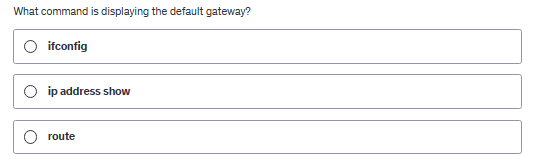 What command is displaying the default gateway?
ifconfig
ip address show
route